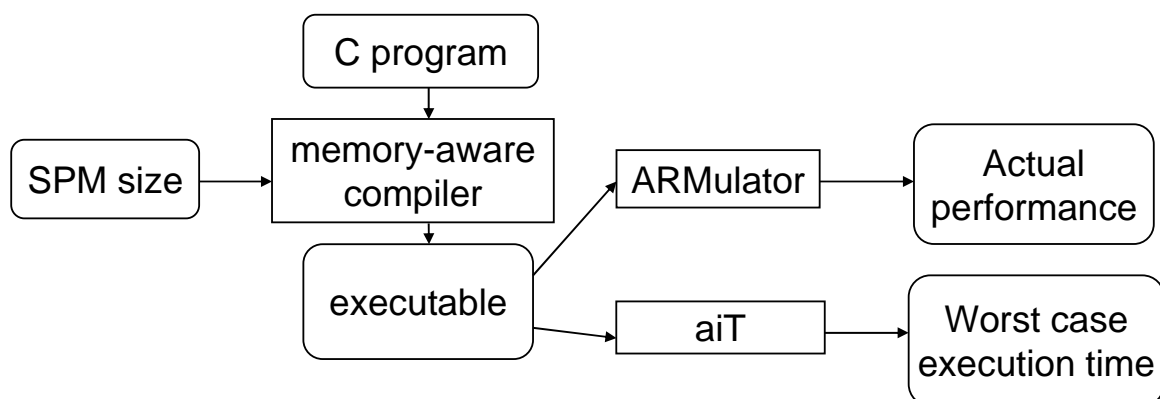 C program
SPM size
memory-aware
compiler
ARMulator
Actual
performance
executable
aiT
Worst case
execution time